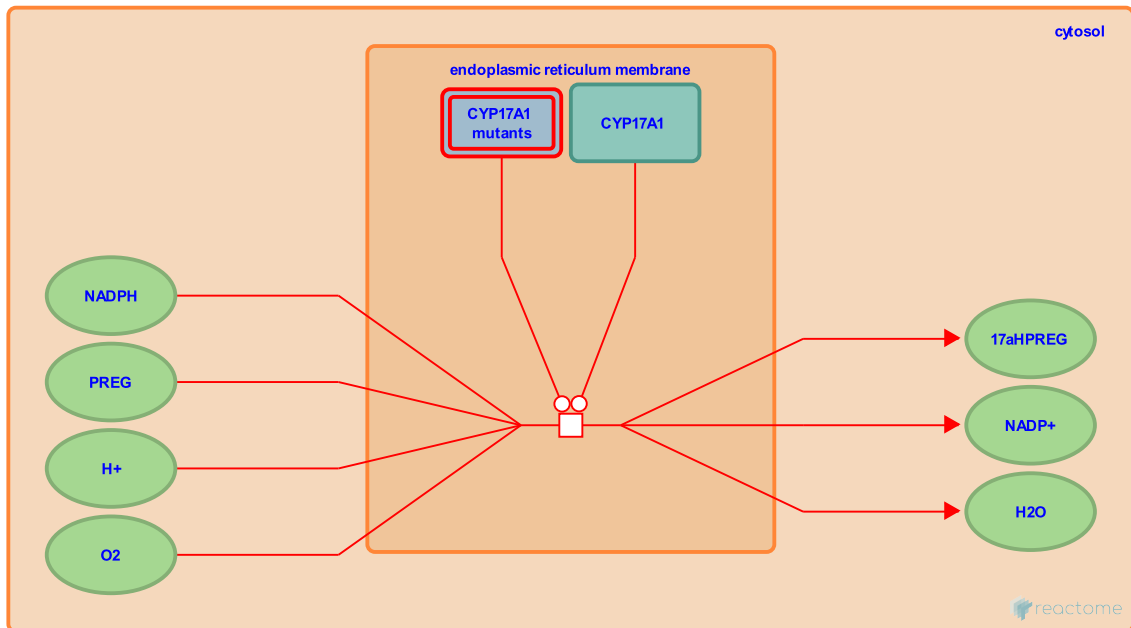 cytosol
endoplasmic reticulum membrane
CYP17A1
mutants
CYP17A1
NADPH
PREG
H+
O2
17aHPREG
NADP+
H2O
reactome